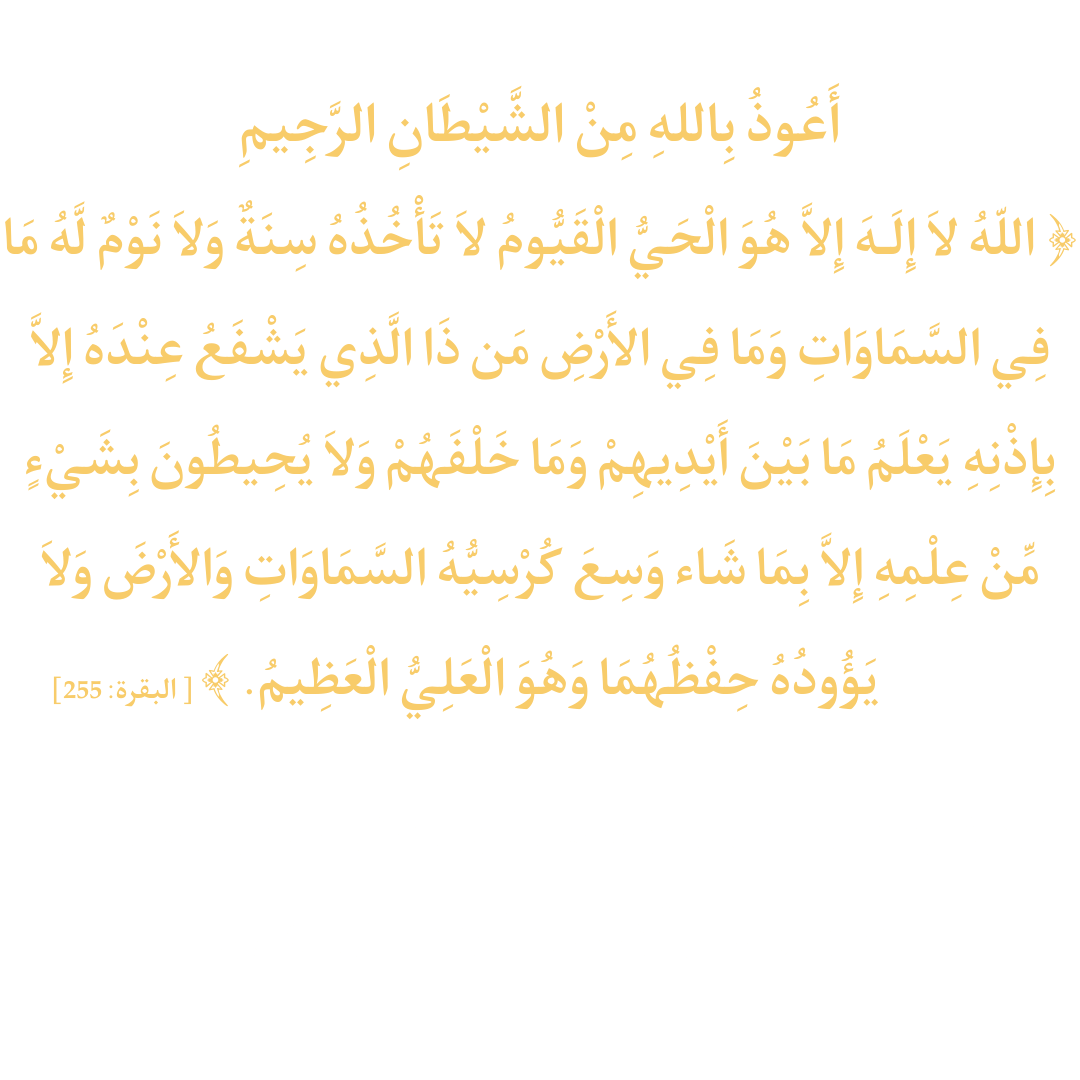 أَعُوذُ بِاللهِ مِنْ الشَّيْطَانِ الرَّجِيمِ
﴿ اللّهُ لاَ إِلَـهَ إِلاَّ هُوَ الْحَيُّ الْقَيُّومُ لاَ تَأْخُذُهُ سِنَةٌ وَلاَ نَوْمٌ لَّهُ مَا
فِي السَّمَاوَاتِ وَمَا فِي الأَرْضِ مَن ذَا الَّذِي يَشْفَعُ عِنْدَهُ إِلاَّ
بِإِذْنِهِ يَعْلَمُ مَا بَيْنَ أَيْدِيهِمْ وَمَا خَلْفَهُمْ وَلاَ يُحِيطُونَ بِشَيْءٍ
مِّنْ عِلْمِهِ إِلاَّ بِمَا شَاء وَسِعَ كُرْسِيُّهُ السَّمَاوَاتِ وَالأَرْضَ وَلاَ
يَؤُودُهُ حِفْظُهُمَا وَهُوَ الْعَلِيُّ الْعَظِيمُ. ﴾ [ البقرة: 255]